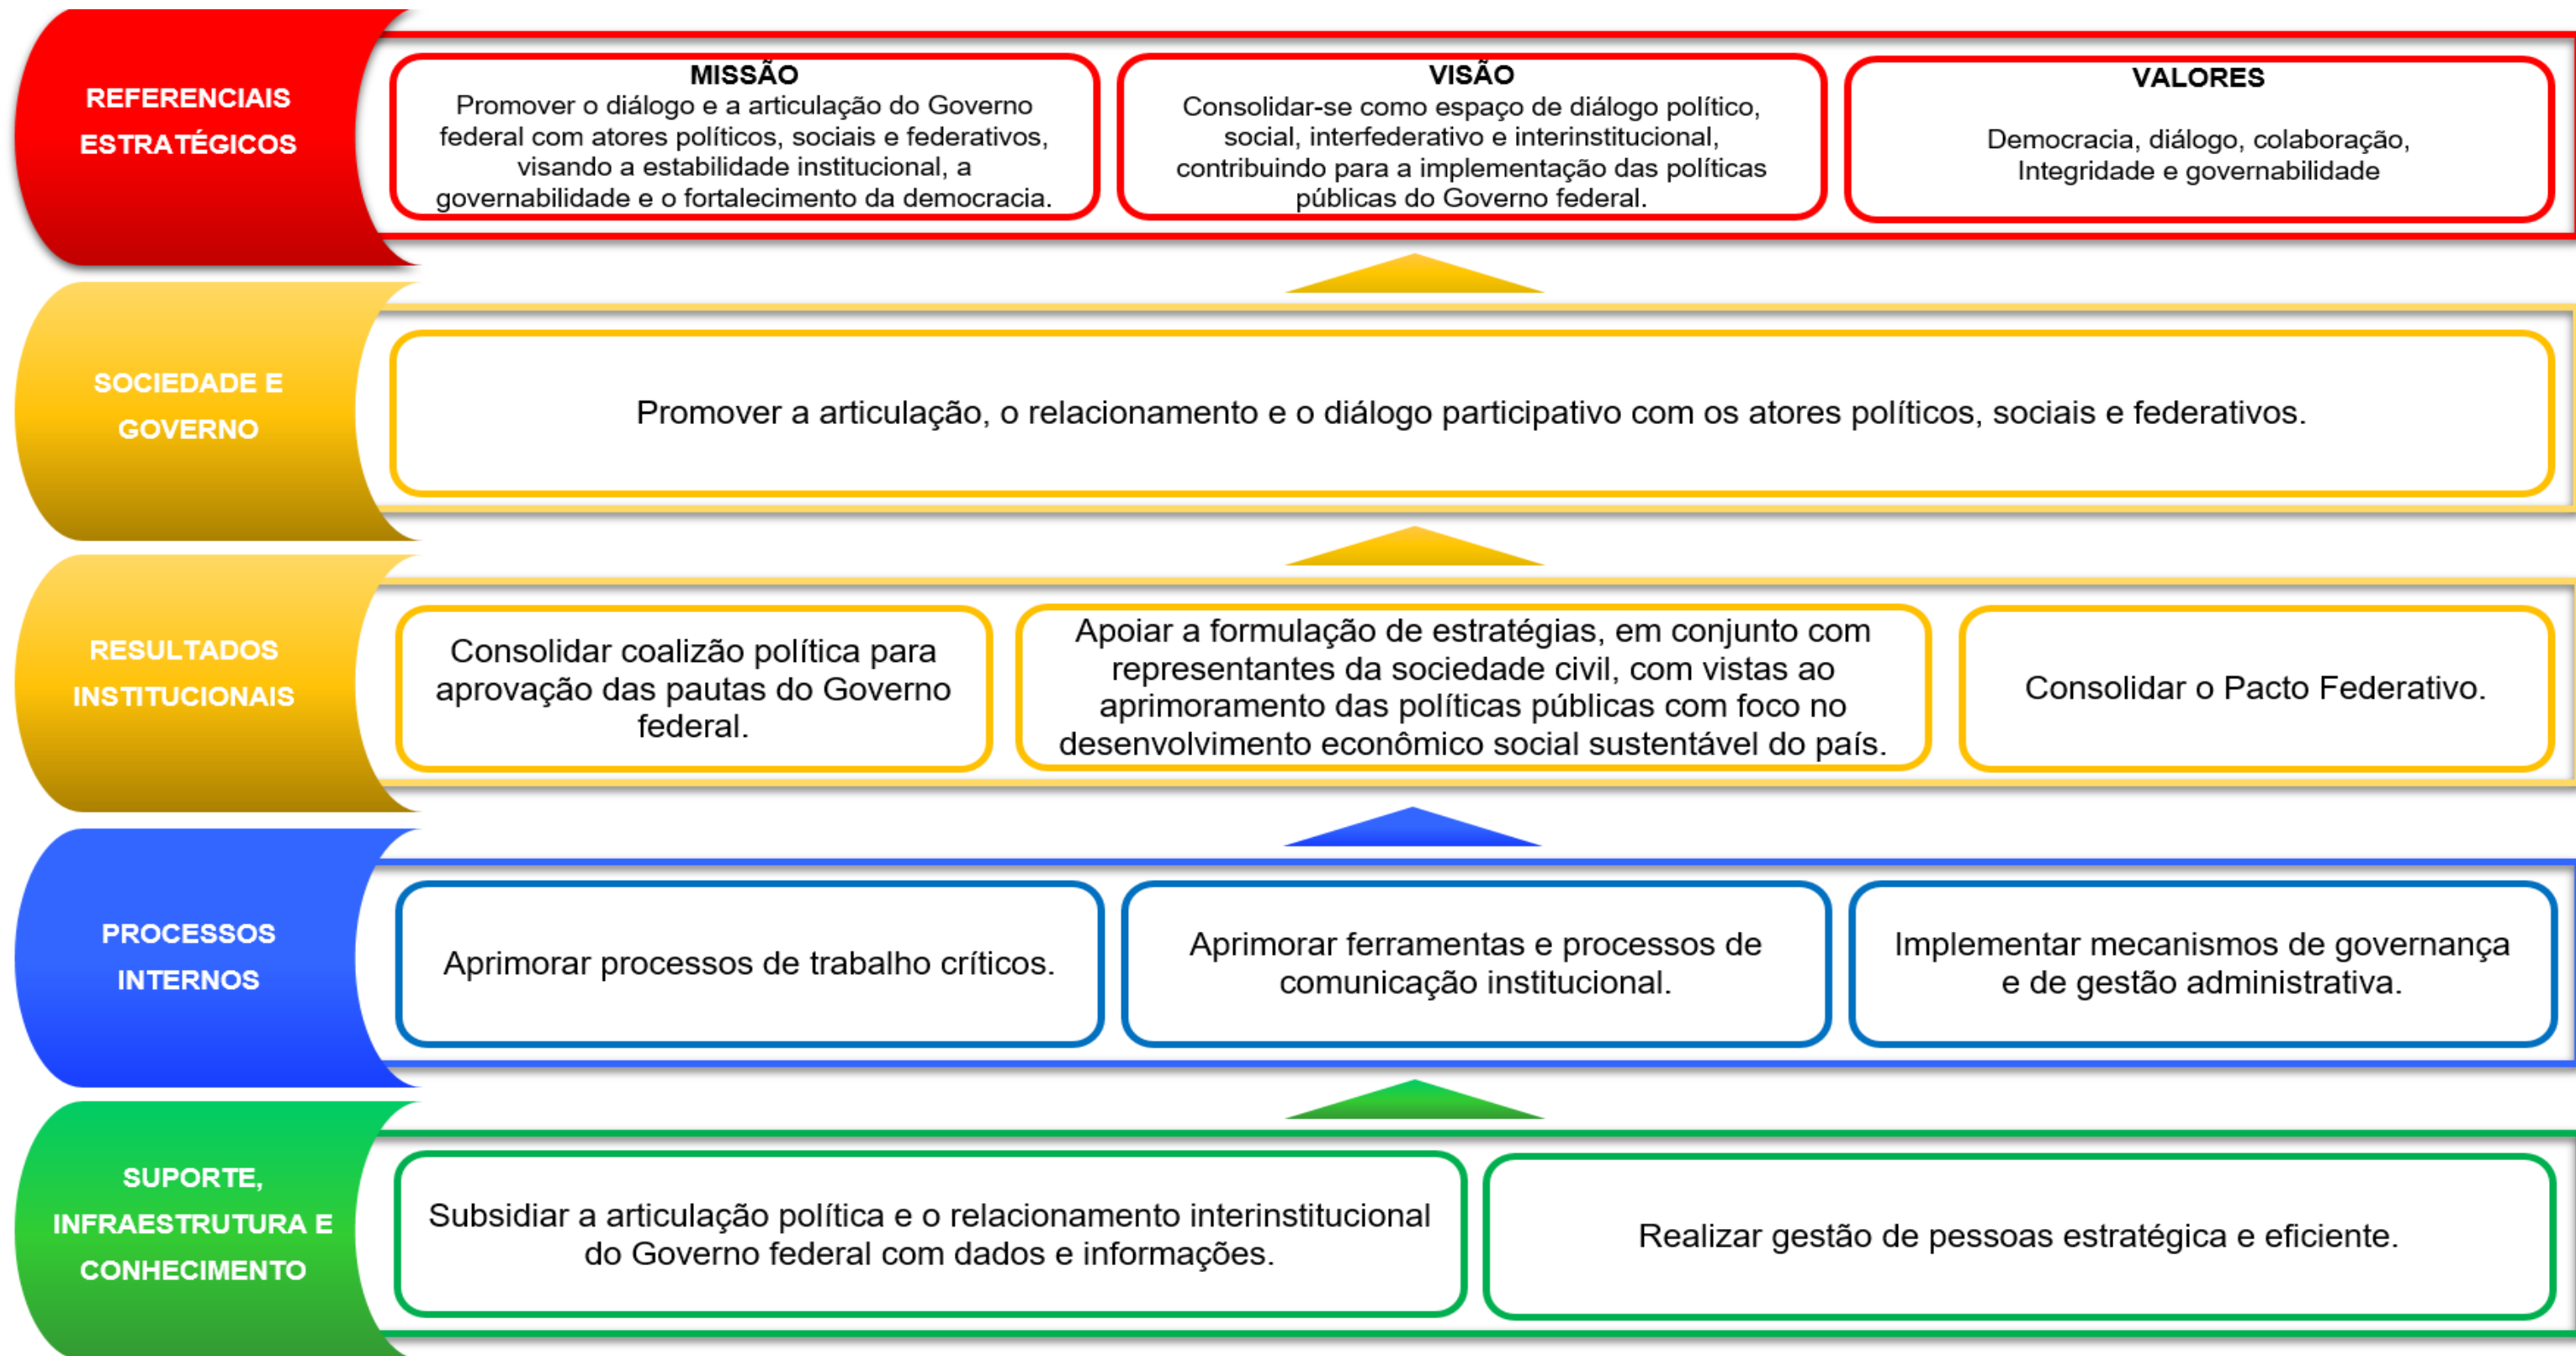 REFERENCIAIS
ESTRATÉGICOS
MISSÃO
Promover o diálogo e a articulação do Governo
federal com atores políticos, sociais e federativos,
visando a estabilidade institucional, a
governabilidade e o fortalecimento da democracia.
VISÃO
Consolidar-se como espaço de diálogo político,
social, interfederativo e interinstitucional,
contribuindo para a implementação das políticas
públicas do Governo federal.
VALORES
Democracia, diálogo, colaboração,
Integridade e governabilidade
SOCIEDADE E
GOVERNO
Promover a articulação, o relacionamento e o diálogo participativo com os atores políticos, sociais e federativos.
RESULTADOS
INSTITUCIONAIS
Consolidar coalizão política para
aprovação das pautas do Governo
federal.
Apoiar a formulação de estratégias, em conjunto com
representantes da sociedade civil, com vistas ao
aprimoramento das políticas públicas com foco no
desenvolvimento econômico social sustentável do país.
Consolidar o Pacto Federativo.
PROCESSOS
INTERNOS
Aprimorar processos de trabalho críticos.
Aprimorar ferramentas e processos de
comunicação institucional.
Implementar mecanismos de governança
e de gestão administrativa.
SUPORTE,
INFRAESTRUTURA E
CONHECIMENTO
Subsidiar a articulação política e o relacionamento interinstitucional
do Governo federal com dados e informações.
Realizar gestão de pessoas estratégica e eficiente.